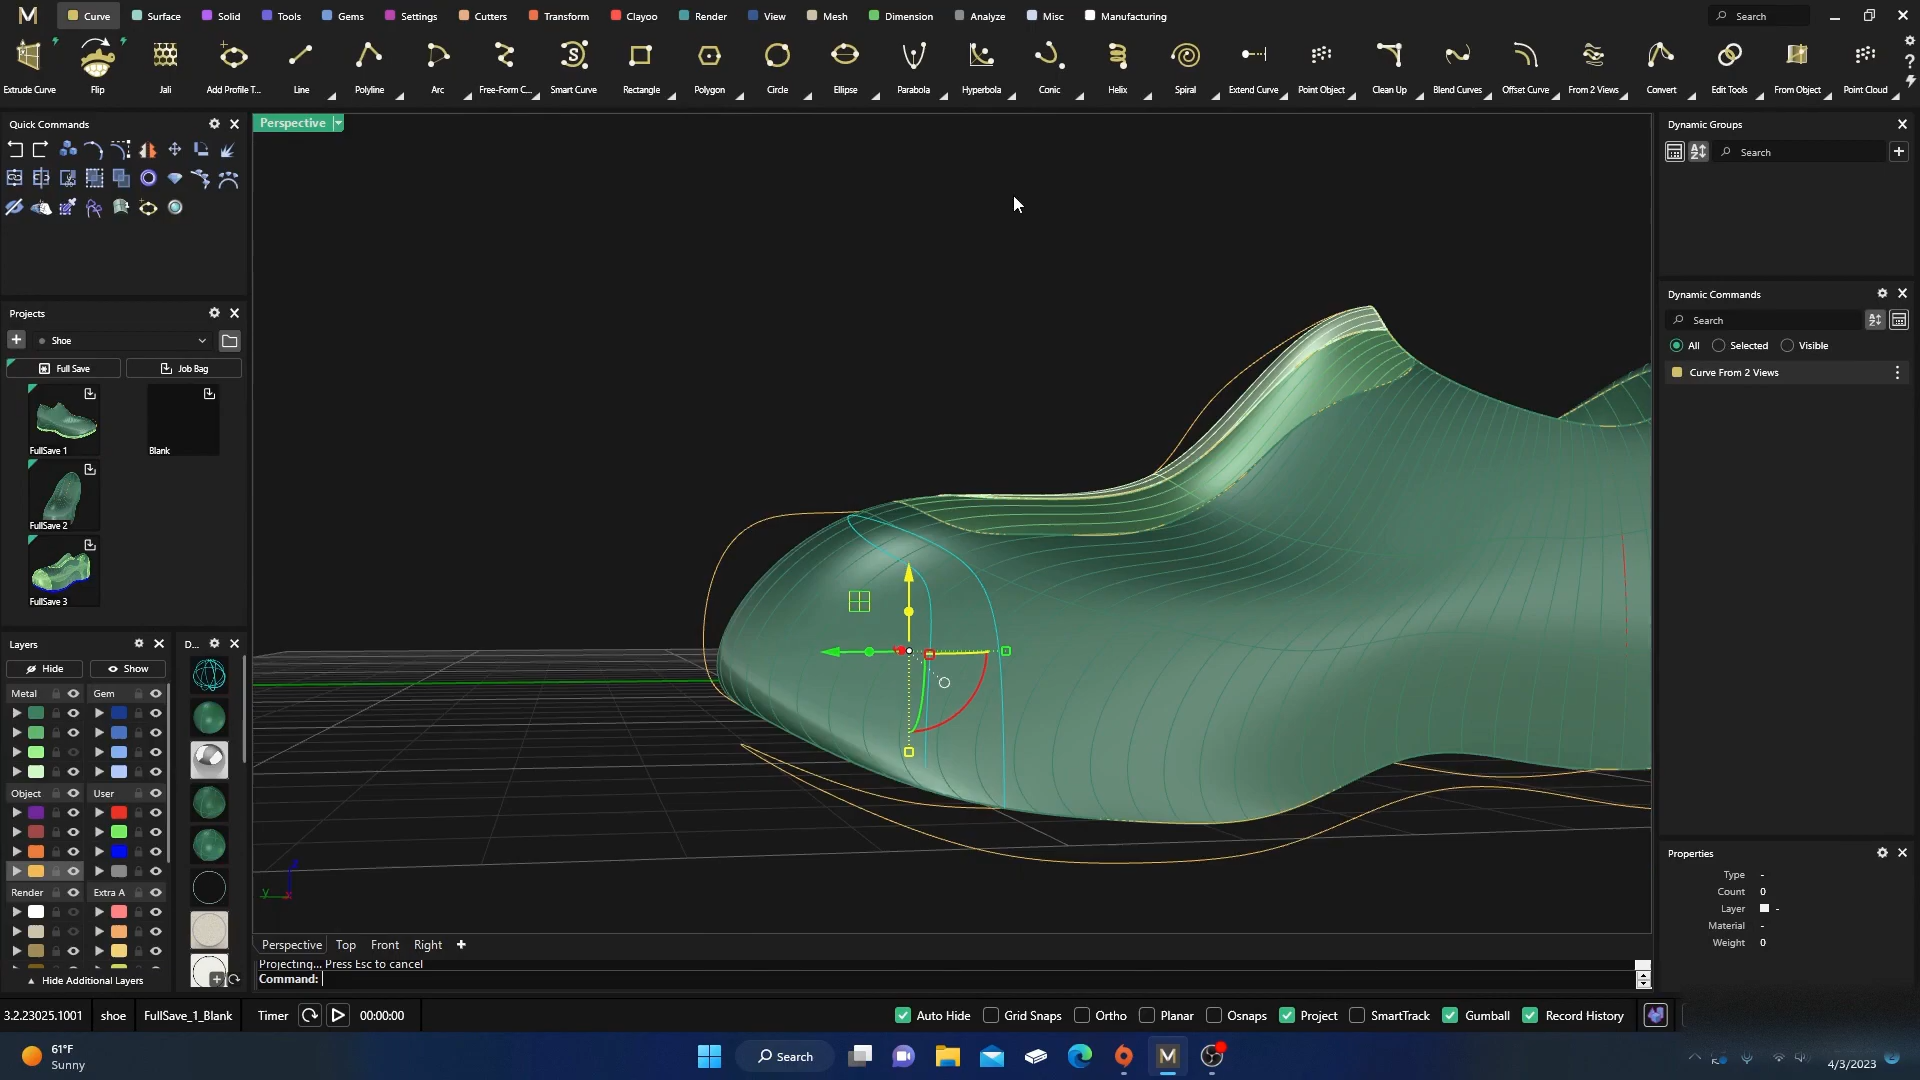 M Curve Surface Solid Tools Gems Settings Cutters Transform Clayoo Render View Mesh Dimension Analyze Misc Manufacturing Search
Extrude Curve Flip Jali Add Profile T... Line Polyline Arc Free-Form C... Smart Curve Rectangle Polygon Circle Ellipse Parabola Hyperbola Conic Helix Spiral Extend Curve Point Object Clean Up Blend Curves Offset Curve From 2 Views Convert Edit Tools From Object Point Cloud
Quick Commands
Projects
Shoe
Full Save Job Bag
FullSave 1 Blank
FullSave 2
FullSave 3
Layers D...
Hide Show
Metal Gem
Object User
Render Extra A
Hide Additional Layers
Perspective
y x
Perspective Top Front Right
Projecting... Press Esc to cancel
Command:
Dynamic Groups
Search
Dynamic Commands
Search
All Selected Visible
Curve From 2 Views
Properties
Type -
Count 0
Layer -
Material -
Weight 0
3.2.23025.1001 shoe FullSave_1_Blank Timer 00:00:00 Auto Hide Grid Snaps Ortho Planar Osnaps Project SmartTrack Gumball Record History
61°F
Sunny
Search
M
4/3/2023